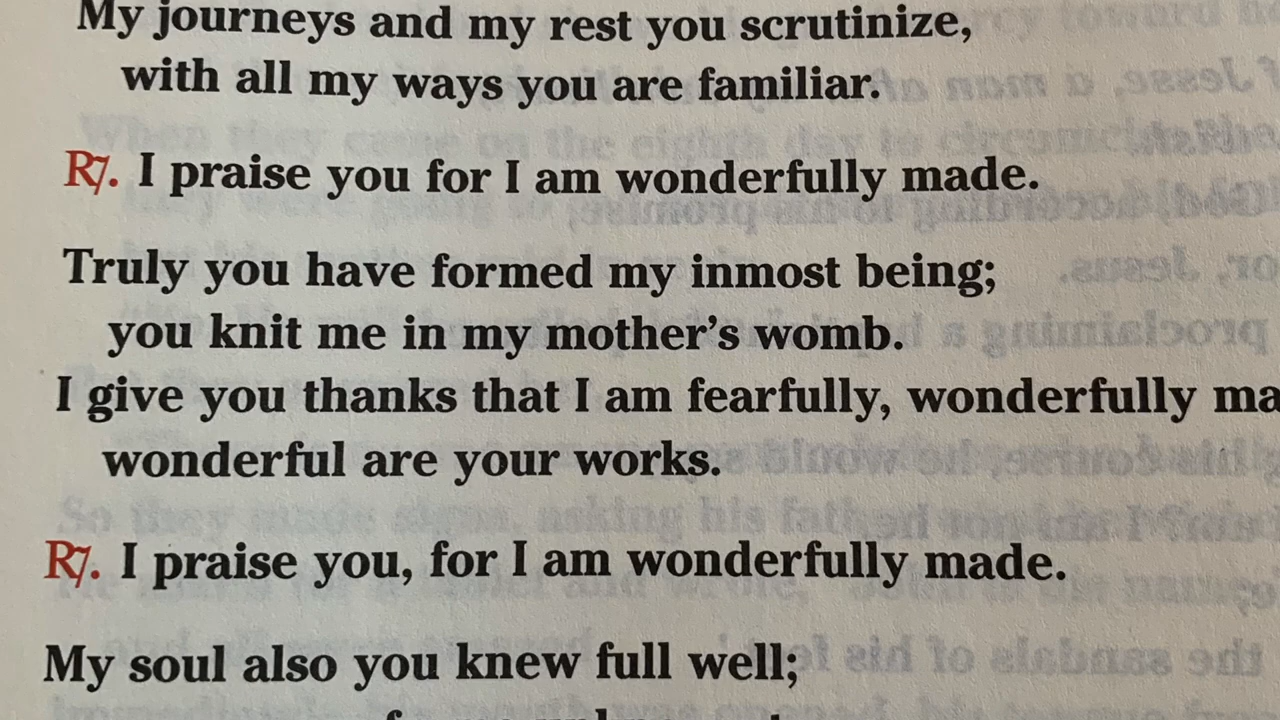 My journeys and my rest you scrutinize,
with all my ways you are familiar.
℟. I praise you for I am wonderfully made.
Truly you have formed my inmost being;
you knit me in my mother’s womb.
I give you thanks that I am fearfully, wonderfully ma
wonderful are your works.
℟. I praise you, for I am wonderfully made.
My soul also you knew full well;